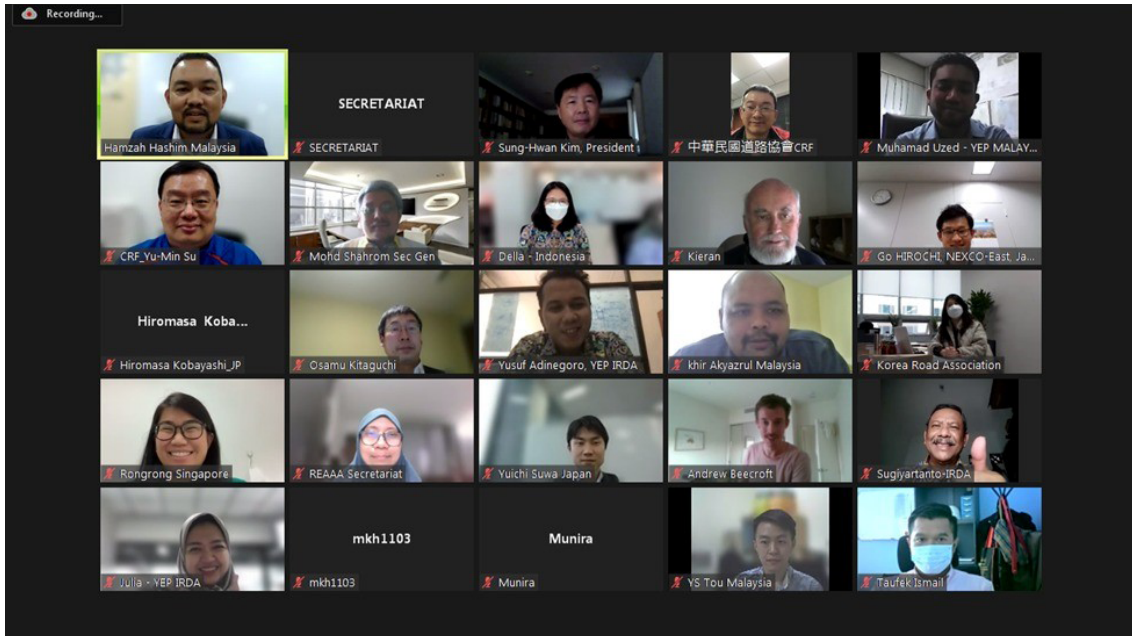 Recording...
Hamzah Hashim Malaysia
SECRETARIAT
SECRETARIAT
Sung-Hwan Kim, President
中華民國道路協會CRF
Muhamad Uzed - YEP MALAY...
CRF_Yu-Min Su
Mohd Shahrom Sec Gen
Della - Indonesia
Kieran
Go HIROCHI, NEXCO-East, Ja...
Hiromasa Koba...
Hiromasa Kobayashi_JP
Osamu Kitaguchi
Yusuf Adinegoro, YEP IRDA
khir Akyazrul Malaysia
Korea Road Association
Rongrong Singapore
REAAA Secretariat
Yuichi Suwa Japan
Andrew Beecroft
Sugiyartanto-IRDA
Julia - YEP IRDA
mkh1103
mkh1103
Munira
Munira
YS Tou Malaysia
Taufek Ismail